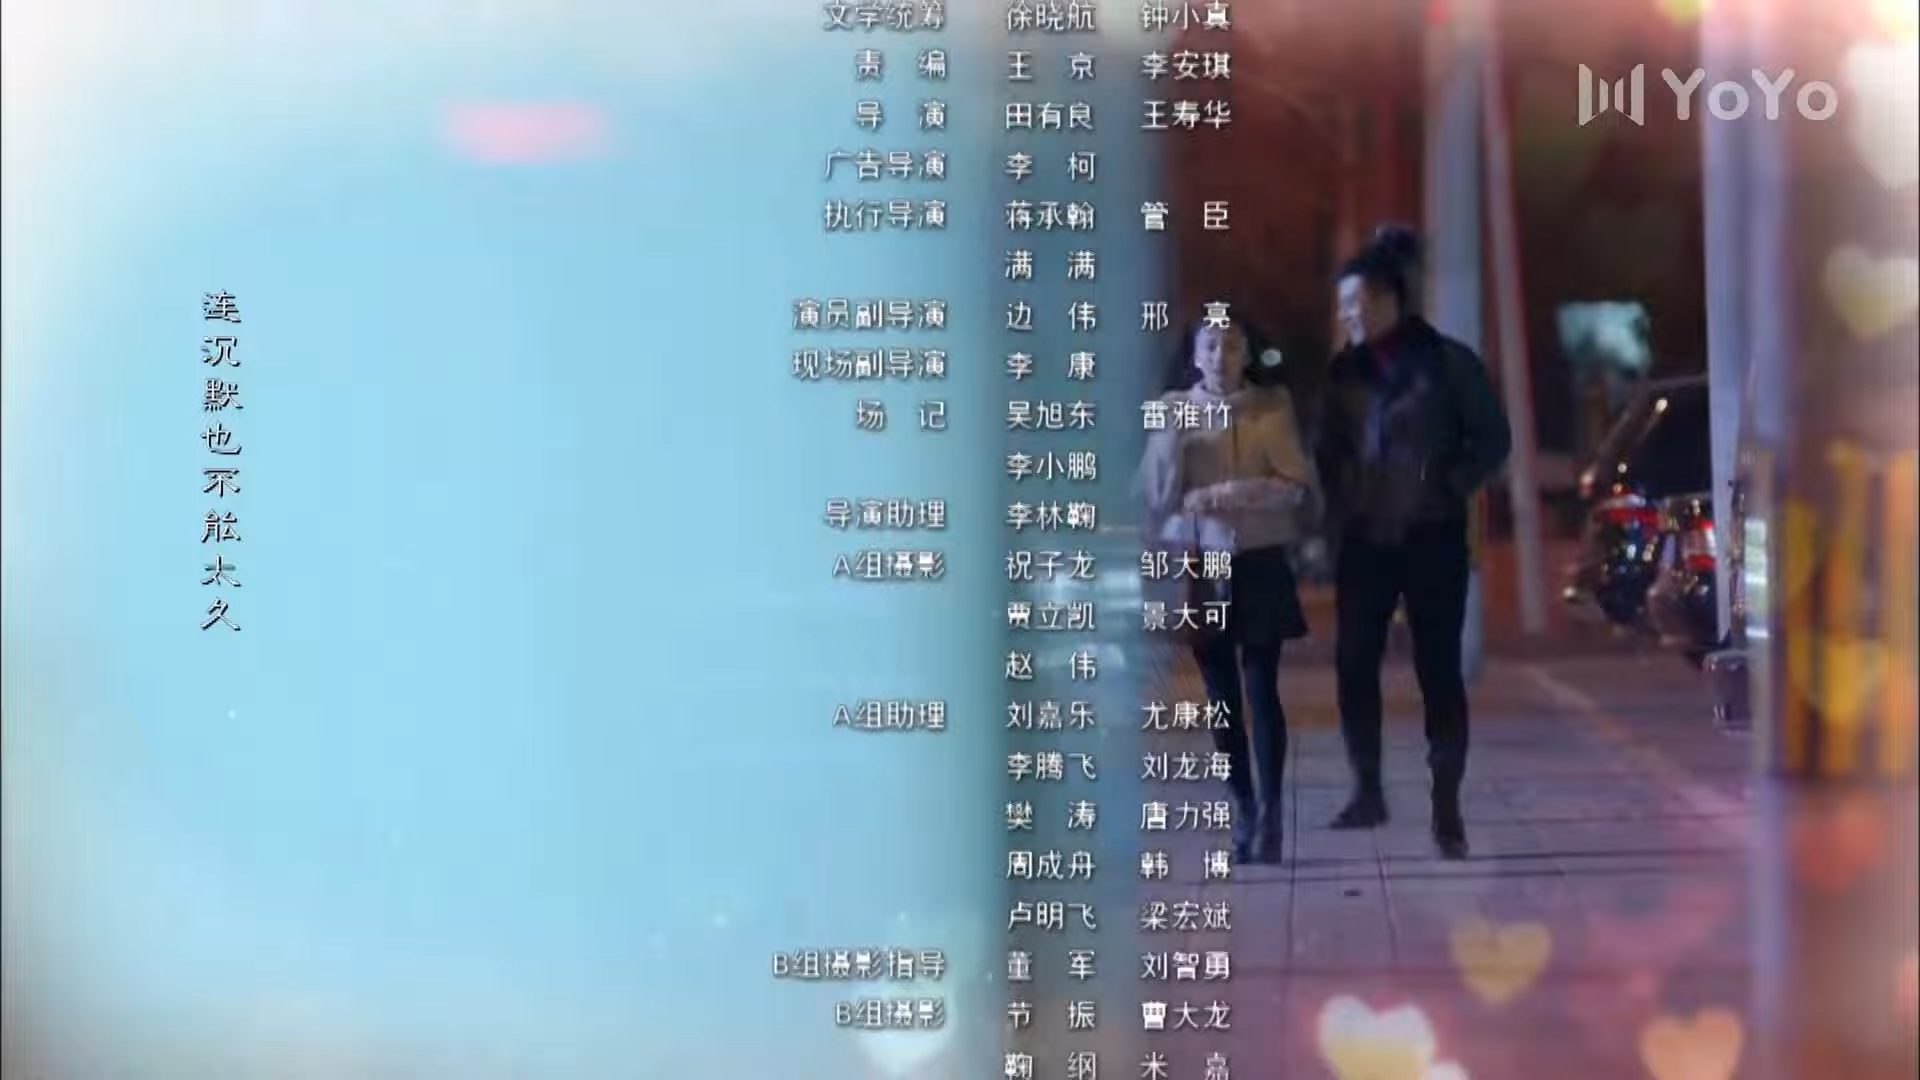 文学统筹 徐晓航 钟小真
责 编 王 京 李安琪
导 演 田有良 王寿华
广告导演 李 柯
执行导演 蒋承翰 管 臣
满 满
演员副导演 边 伟 邢 亮
现场副导演 李 康
场 记 吴旭东 雷雅竹
李小鹏
导演助理 李林鞠
A组摄影 祝子龙 邹大鹏
贾立凯 景大可
赵 伟
A组助理 刘嘉乐 尤康松
李腾飞 刘龙海
樊 涛 唐力强
周成舟 韩 博
卢明飞 梁宏斌
B组摄影指导 董 军 刘智勇
B组摄影 节 振 曹大龙
鞠 纲 米 嘉
连沉默也不能太久
YoYo